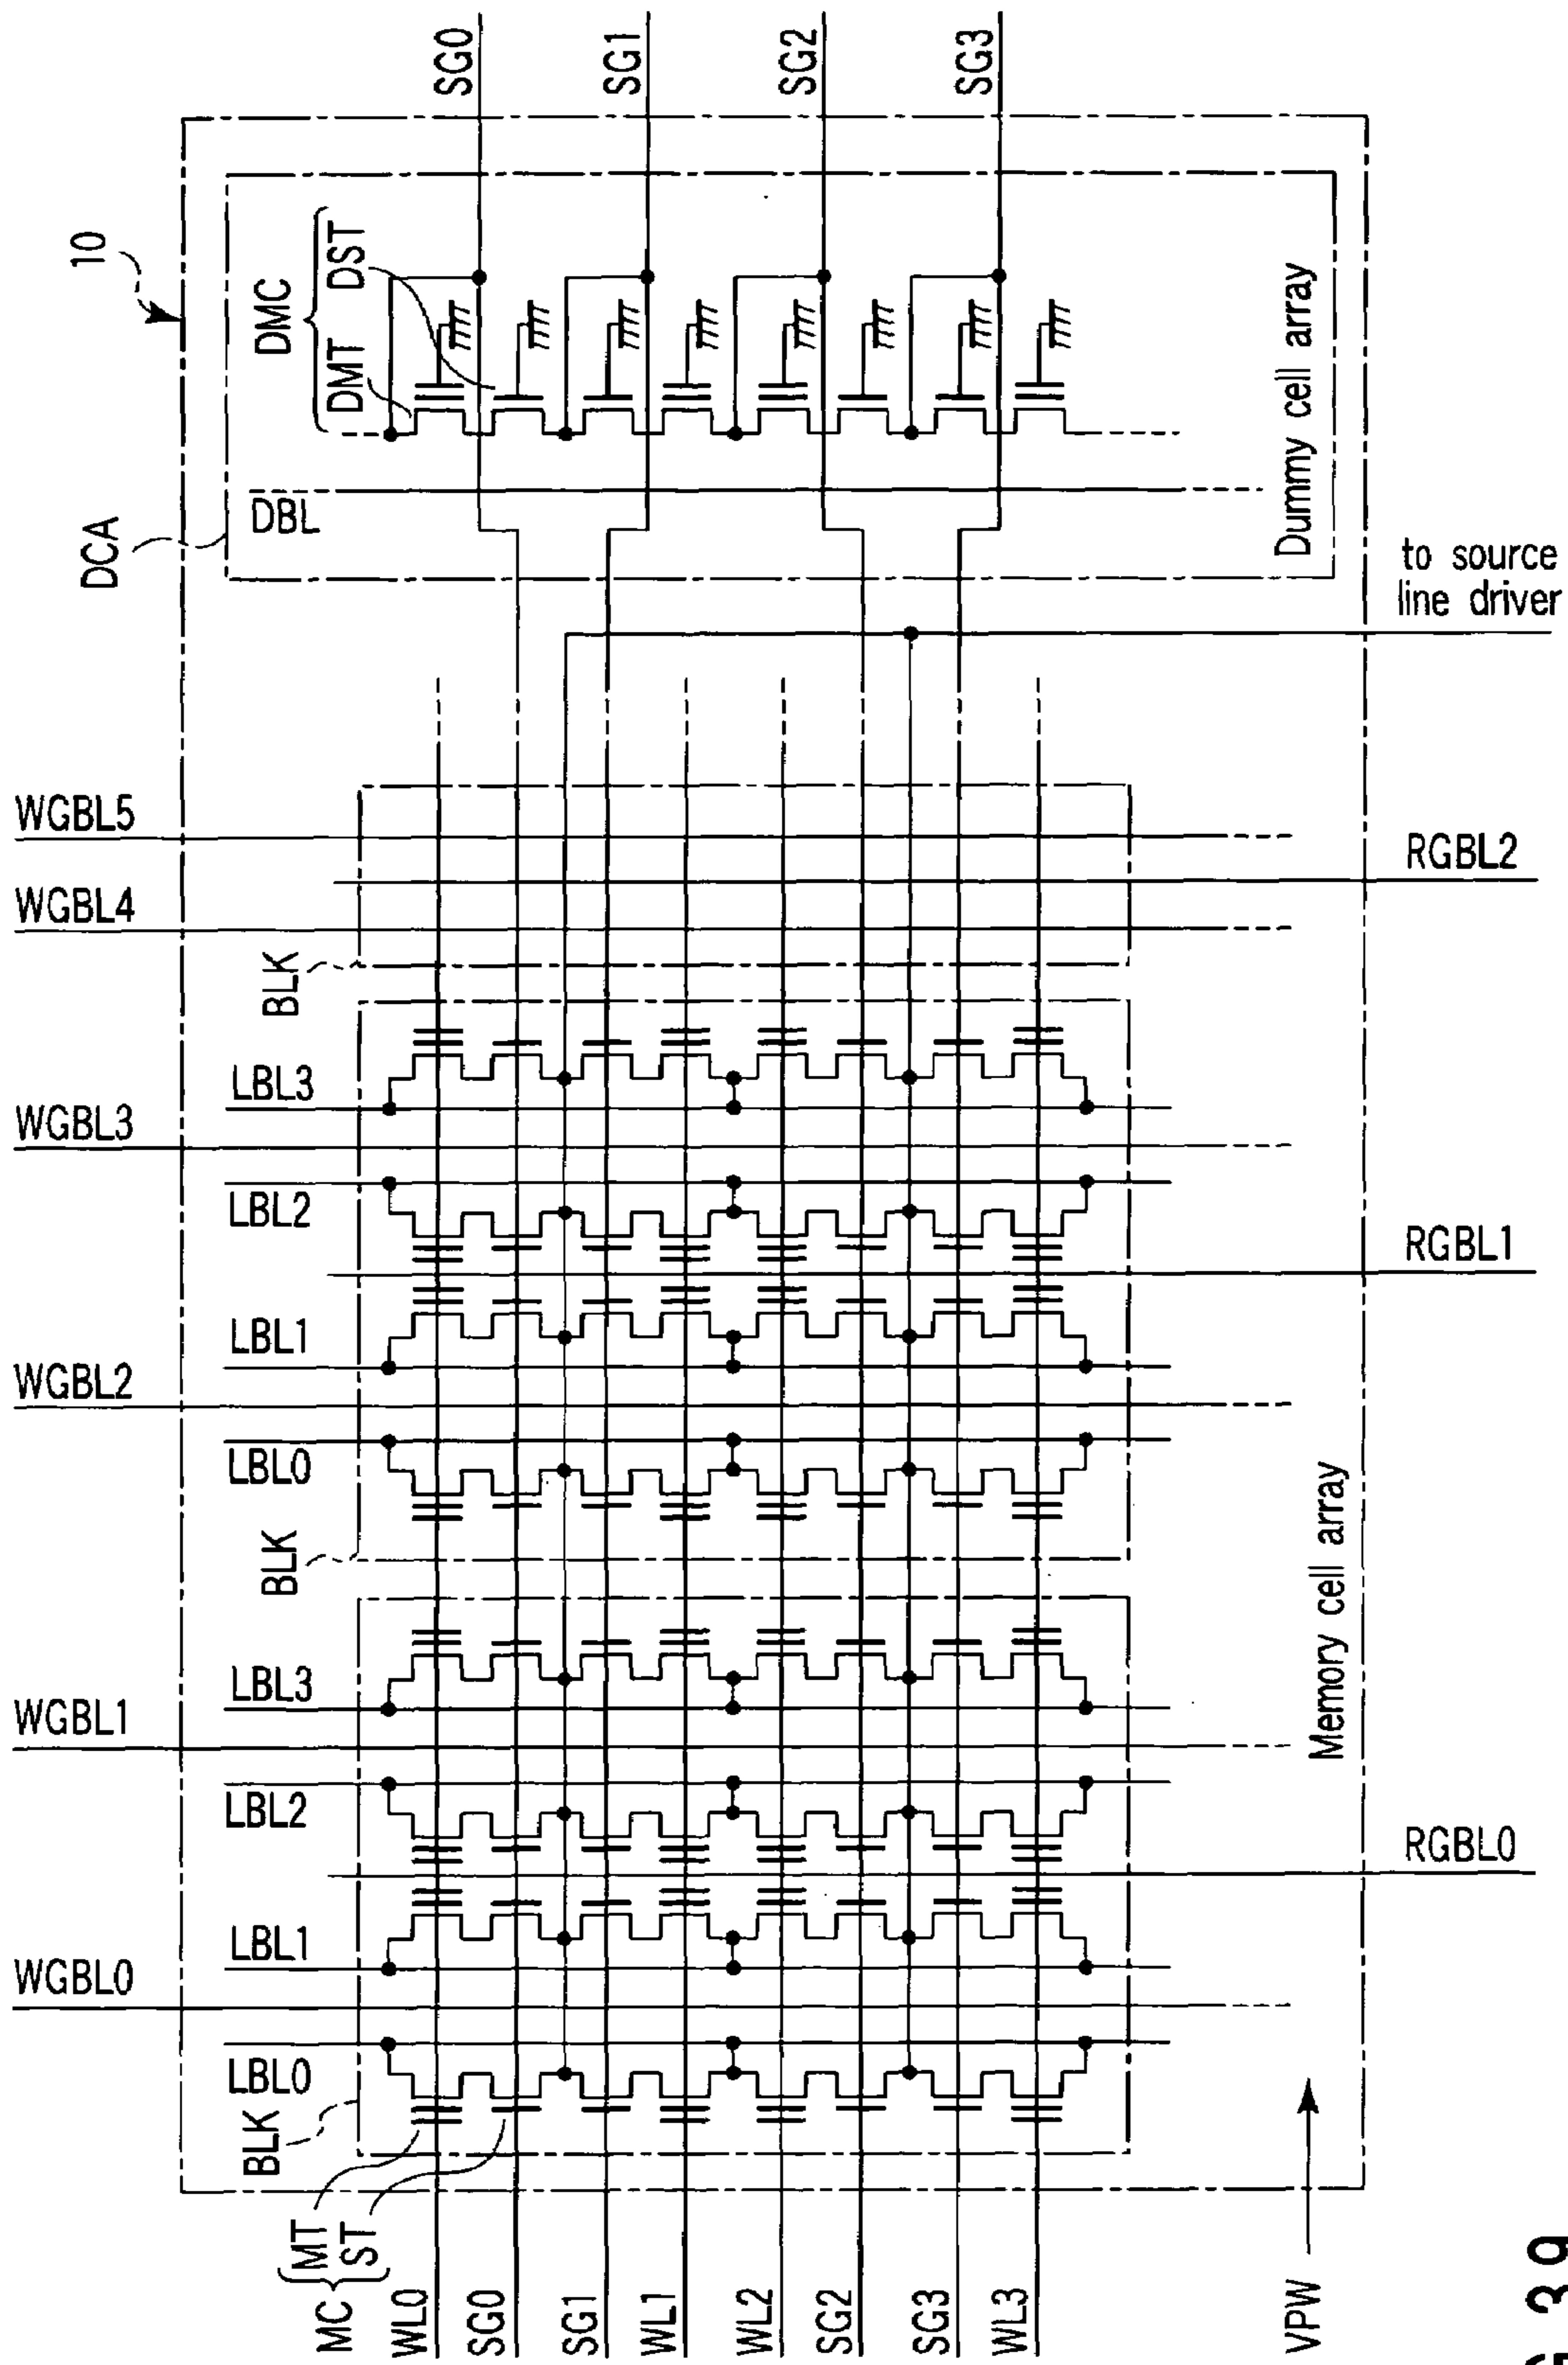 10
SG0
SG1
SG2
SG3
DMC
DMT
DST
DCA
DBL
Dummy cell array
to source
line driver
WGBL5
RGBL2
WGBL4
BLK
LBL3
WGBL3
LBL2
RGBL1
LBL1
WGBL2
LBL0
BLK
LBL3
WGBL1
Memory cell array
LBL2
RGBL0
LBL1
WGBL0
LBL0
BLK
MC
MT
ST
WL0
SG0
SG1
WL1
WL2
SG2
SG3
WL3
VPW
39